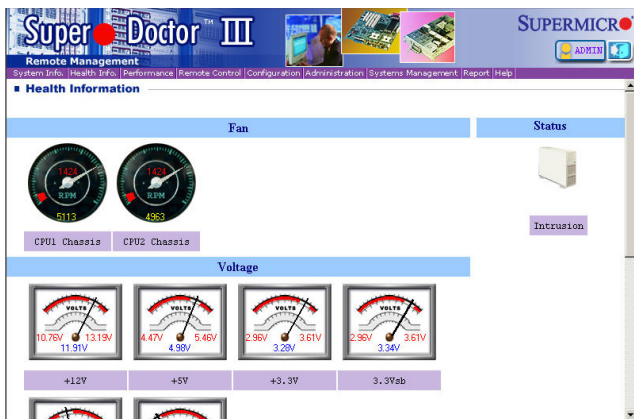 Super Doctor™ III
SUPERMICR
Remote Management
ADMIN
System Info. Health Info. Performance Remote Control Configuration Administration Systems Management Report Help
Health Information
Fan
Status
1424
RPM
5113
1424
RPM
4963
CPU1 Chassis
CPU2 Chassis
Intrusion
Voltage
VOLTS
10.76V 13.19V
11.91V
VOLTS
4.47V 5.46V
4.98V
VOLTS
2.96V 3.61V
3.28V
VOLTS
2.96V 3.61V
3.34V
+12V
+5V
+3.3V
3.3Vsb